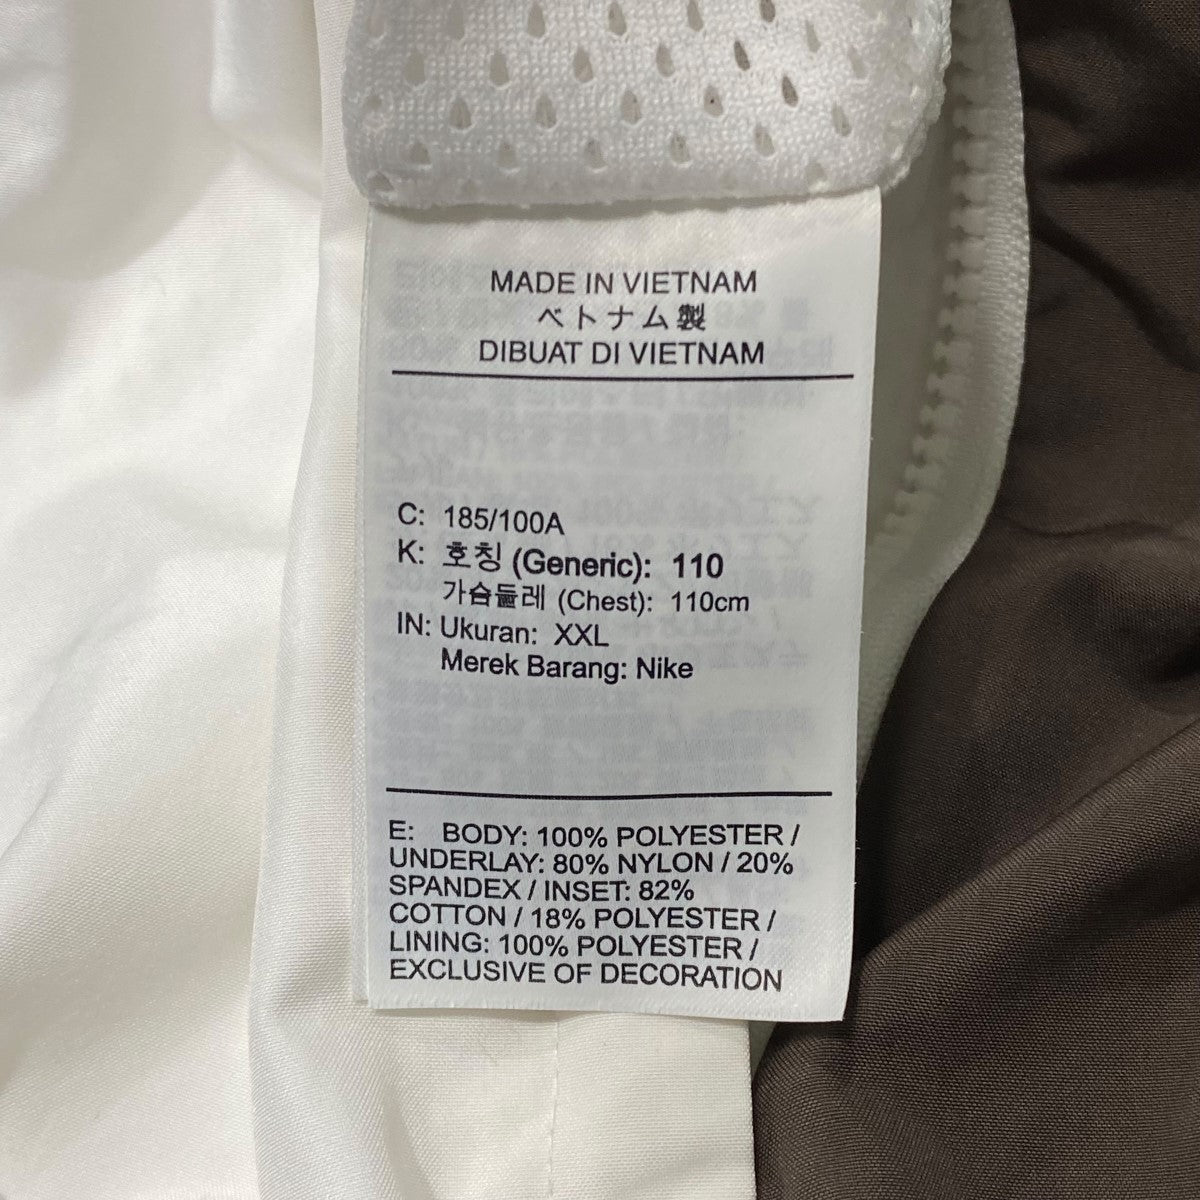 MADE IN VIETNAM
ベトナム製
DIBUAT DI VIETNAM
C: 185/100A
K: 호칭 (Generic): 110
가슴둘레 (Chest): 110cm
IN: Ukuran: XXL
Merek Barang: Nike
E: BODY: 100% POLYESTER /
UNDERLAY: 80% NYLON / 20%
SPANDEX / INSET: 82%
COTTON / 18% POLYESTER /
LINING: 100% POLYESTER /
EXCLUSIVE OF DECORATION